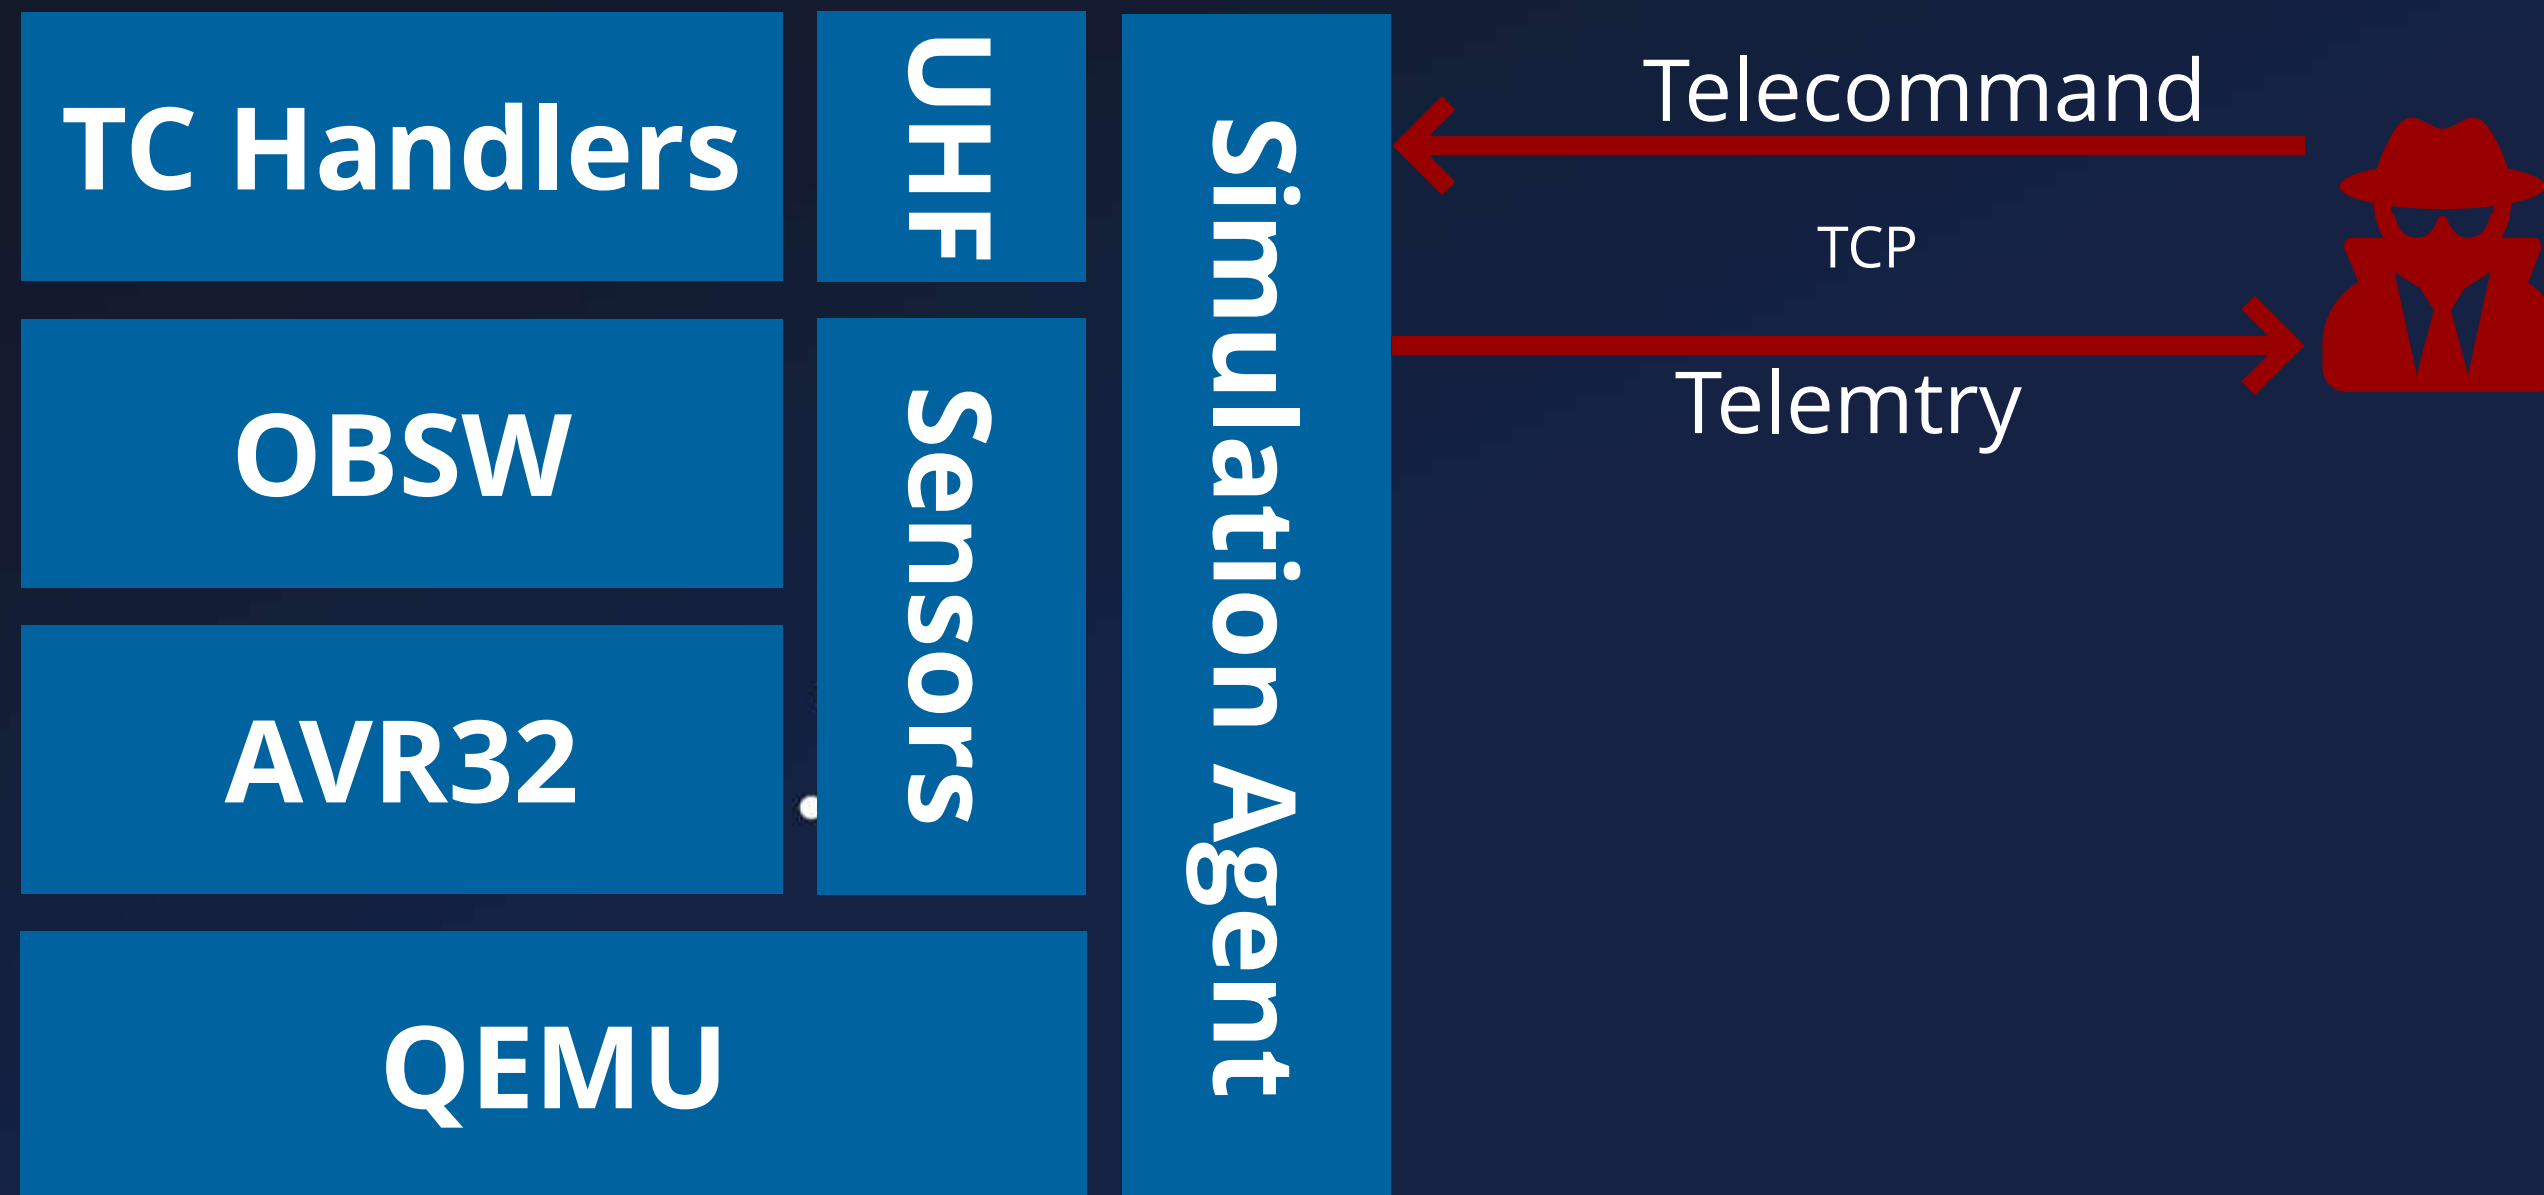 TC Handlers
UHF
Simulation Agent
Telecommand
TCP
Telemtry
OBSW
Sensors
AVR32
QEMU